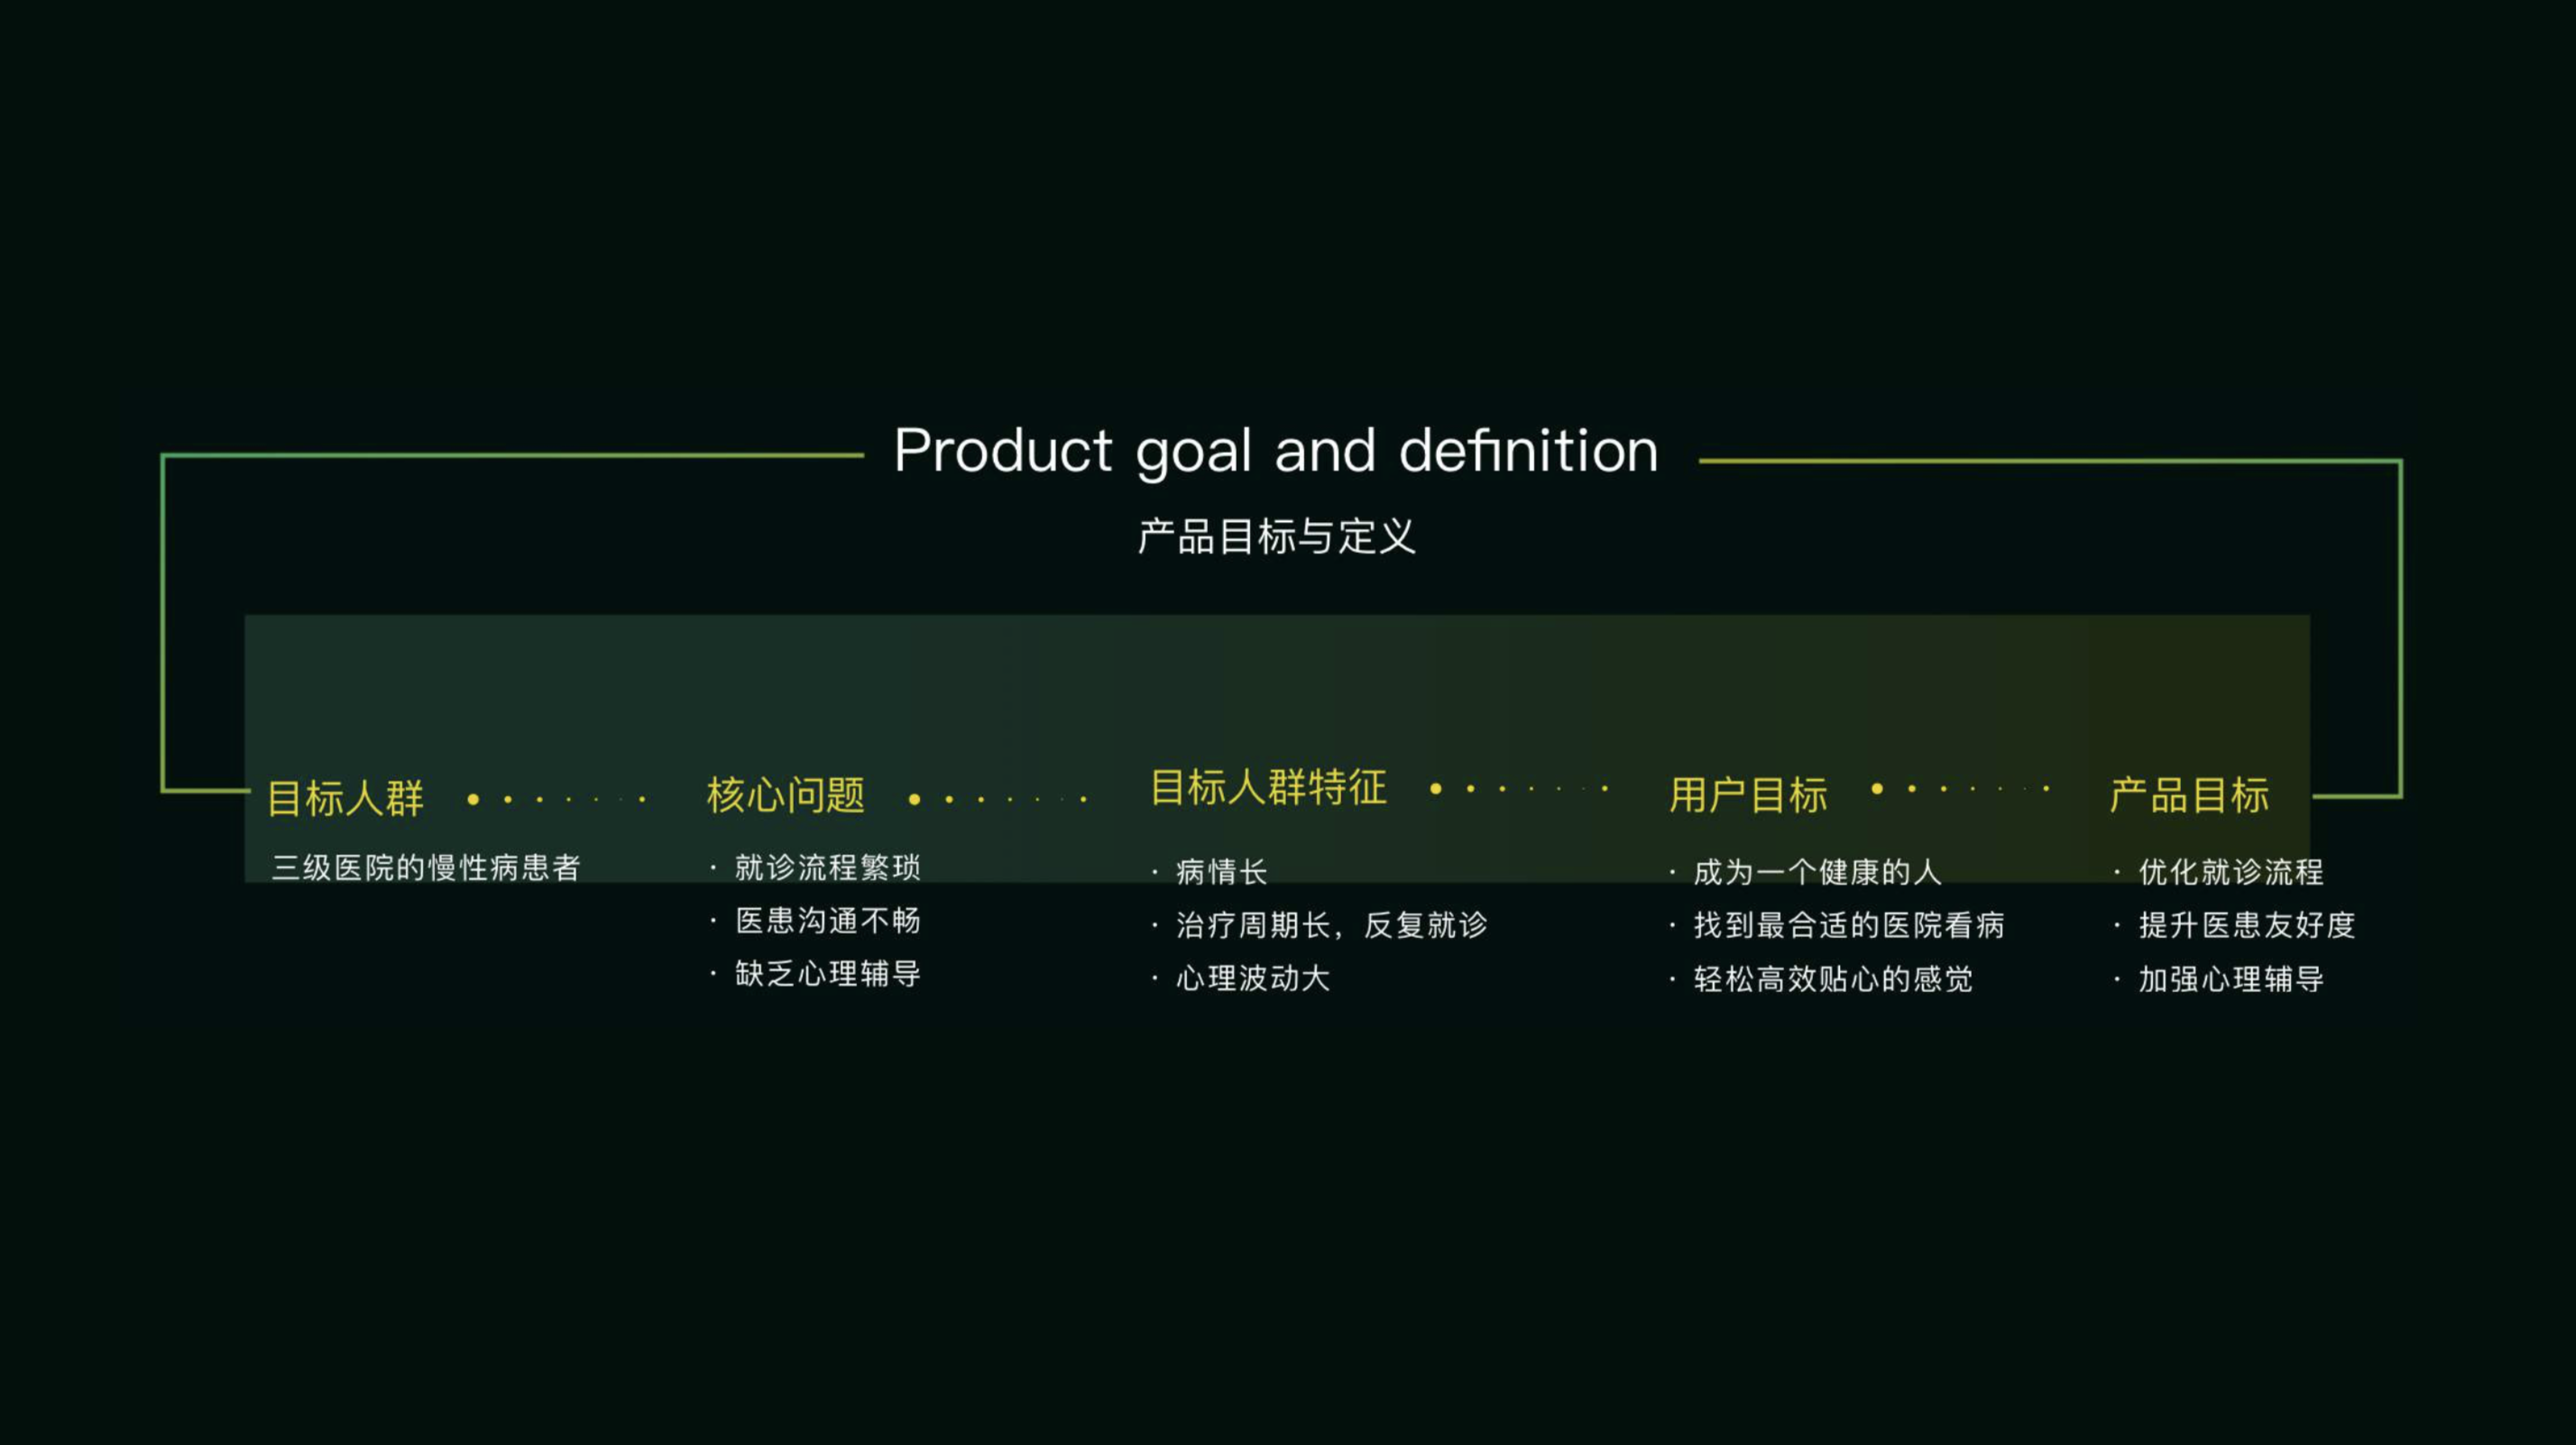 Product goal and definition
产品目标与定义
目标人群
三级医院的慢性病患者
核心问题
· 就诊流程繁琐
· 医患沟通不畅
· 缺乏心理辅导
目标人群特征
· 病情长
· 治疗周期长，反复就诊
· 心理波动大
用户目标
· 成为一个健康的人
· 找到最合适的医院看病
· 轻松高效贴心的感觉
产品目标
· 优化就诊流程
· 提升医患友好度
· 加强心理辅导